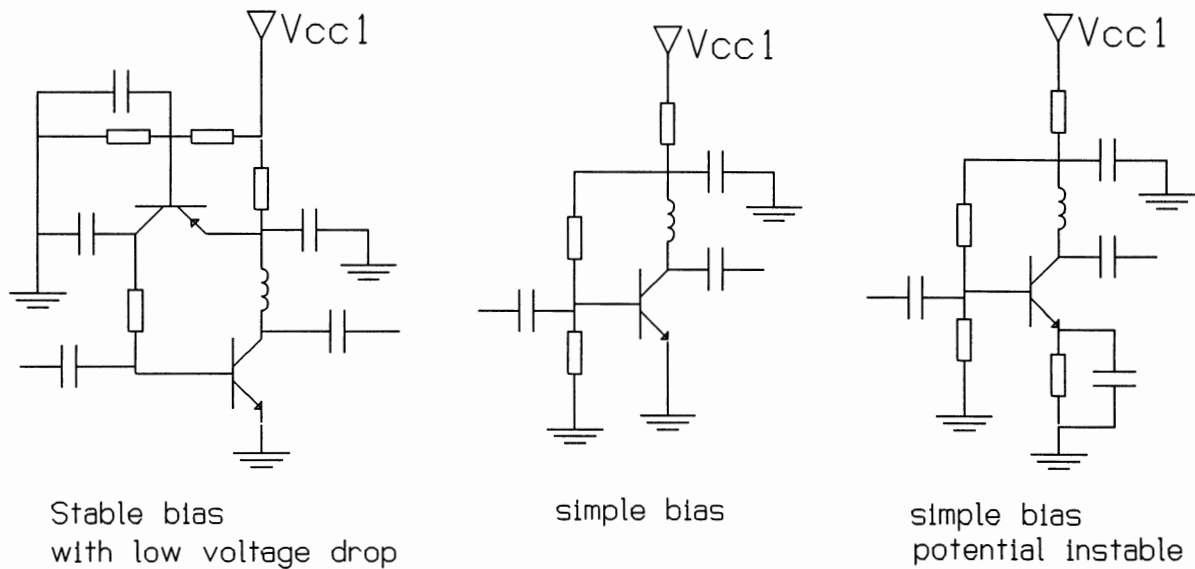 Vcc1
Vcc1
Vcc1
Stable bias
with low voltage drop
simple bias
simple bias
potential instable